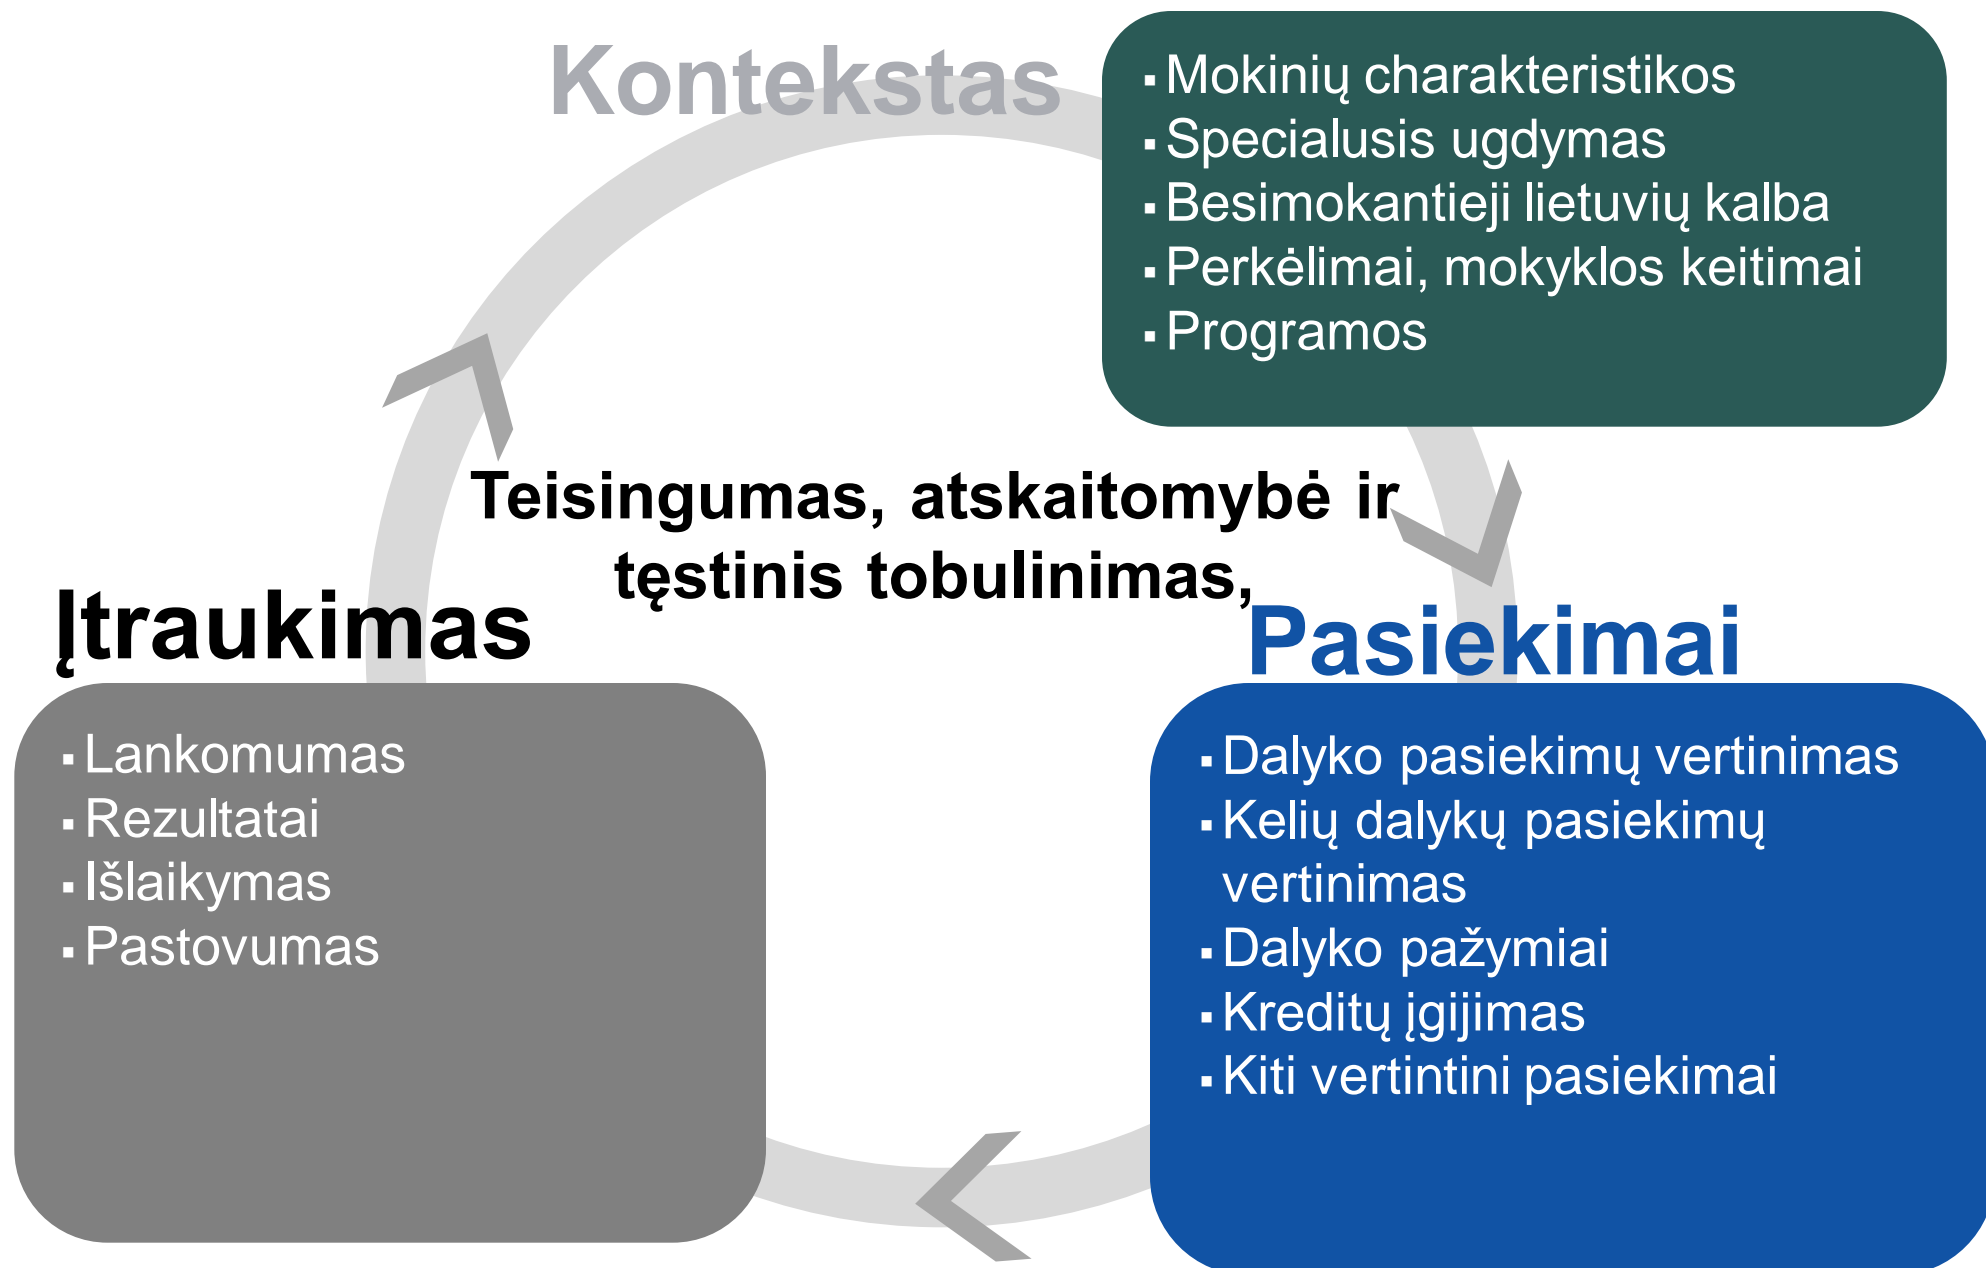 Kontekstas
▪Mokinių charakteristikos
▪Specialusis ugdymas
▪Besimokantieji lietuvių kalba
▪Perkėlimai, mokyklos keitimai
▪Programos
Teisingumas, atskaitomybė ir
tęstinis tobulinimas,
Įtraukimas
▪Lankomumas
▪Rezultatai
▪Išlaikymas
▪Pastovumas
Pasiekimai
▪Dalyko pasiekimų vertinimas
▪Kelių dalykų pasiekimų
vertinimas
▪Dalyko pažymiai
▪Kreditų įgijimas
▪Kiti vertintini pasiekimai